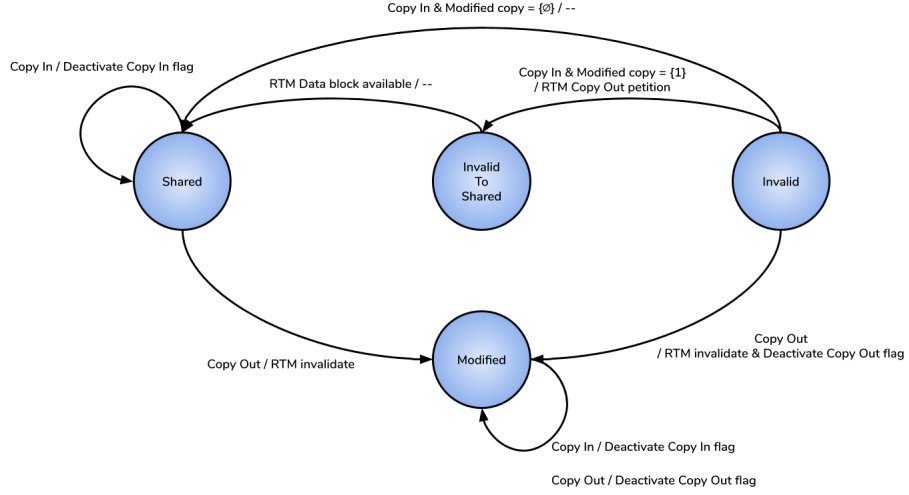 Copy In & Modified copy = {∅} / --
Copy In / Deactivate Copy In flag
RTM Data block available / --
Copy In & Modified copy = {1}
/ RTM Copy Out petition
Shared
Invalid
To
Shared
Invalid
Copy Out / RTM invalidate
Modified
Copy Out
/ RTM invalidate & Deactivate Copy Out flag
Copy In / Deactivate Copy In flag
Copy Out / Deactivate Copy Out flag